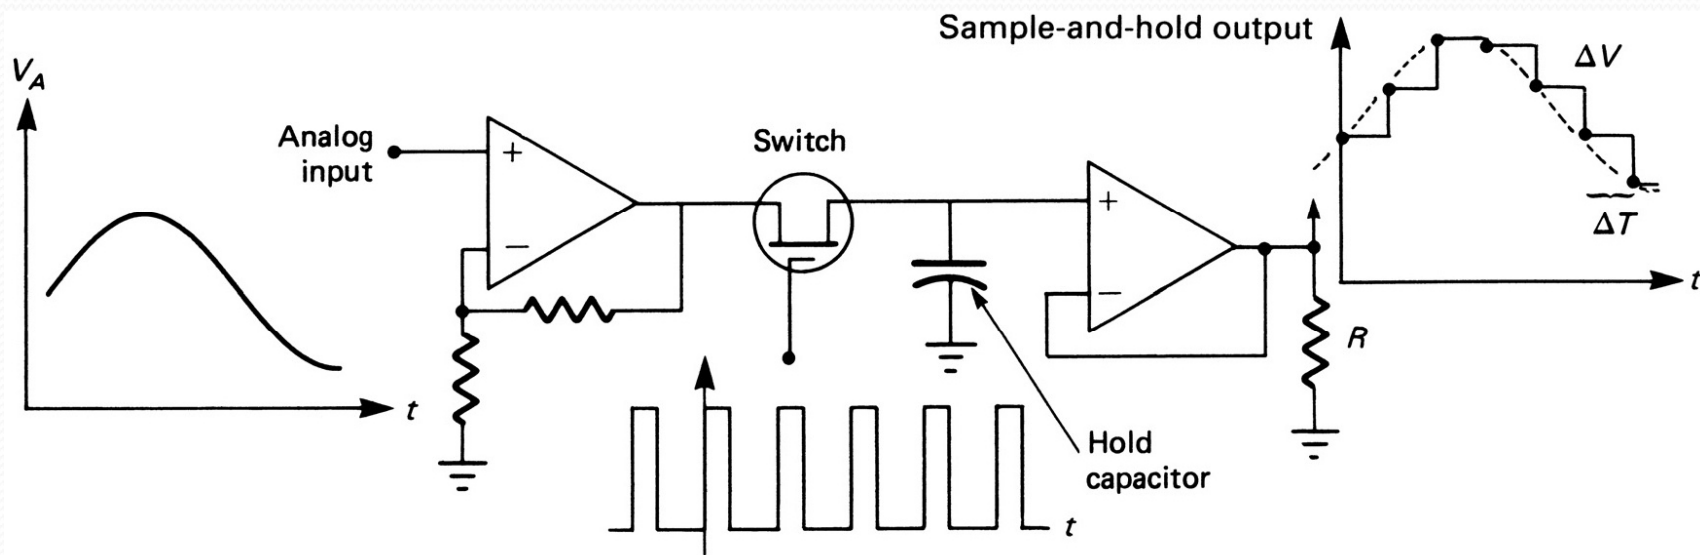 Sample-and-hold output
V_A
ΔV
Analog
input
+
−
Switch
+
−
ΔT
t
R
t
Hold
capacitor
t